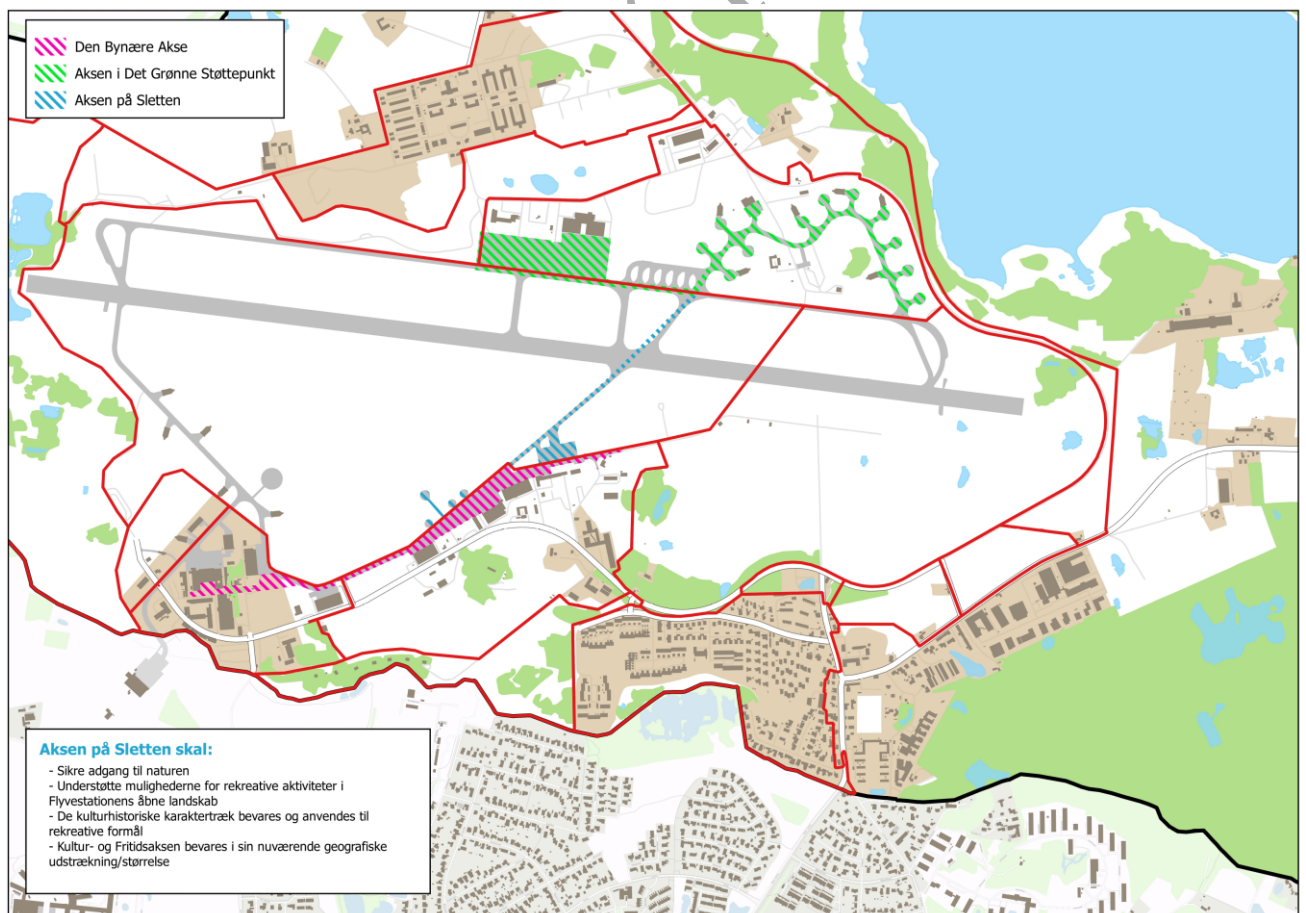 Den Bynære Akse
Aksen i Det Grønne Støttepunkt
Aksen på Sletten
Aksen på Sletten skal:
- Sikre adgang til naturen
- Understøtte mulighederne for rekreative aktiviteter i
Flyvestationens åbne landskab
- De kulturhistoriske karaktertræk bevares og anvendes til
rekreative formål
- Kultur- og Fritidsaksen bevares i sin nuværende geografiske
udstrækning/størrelse